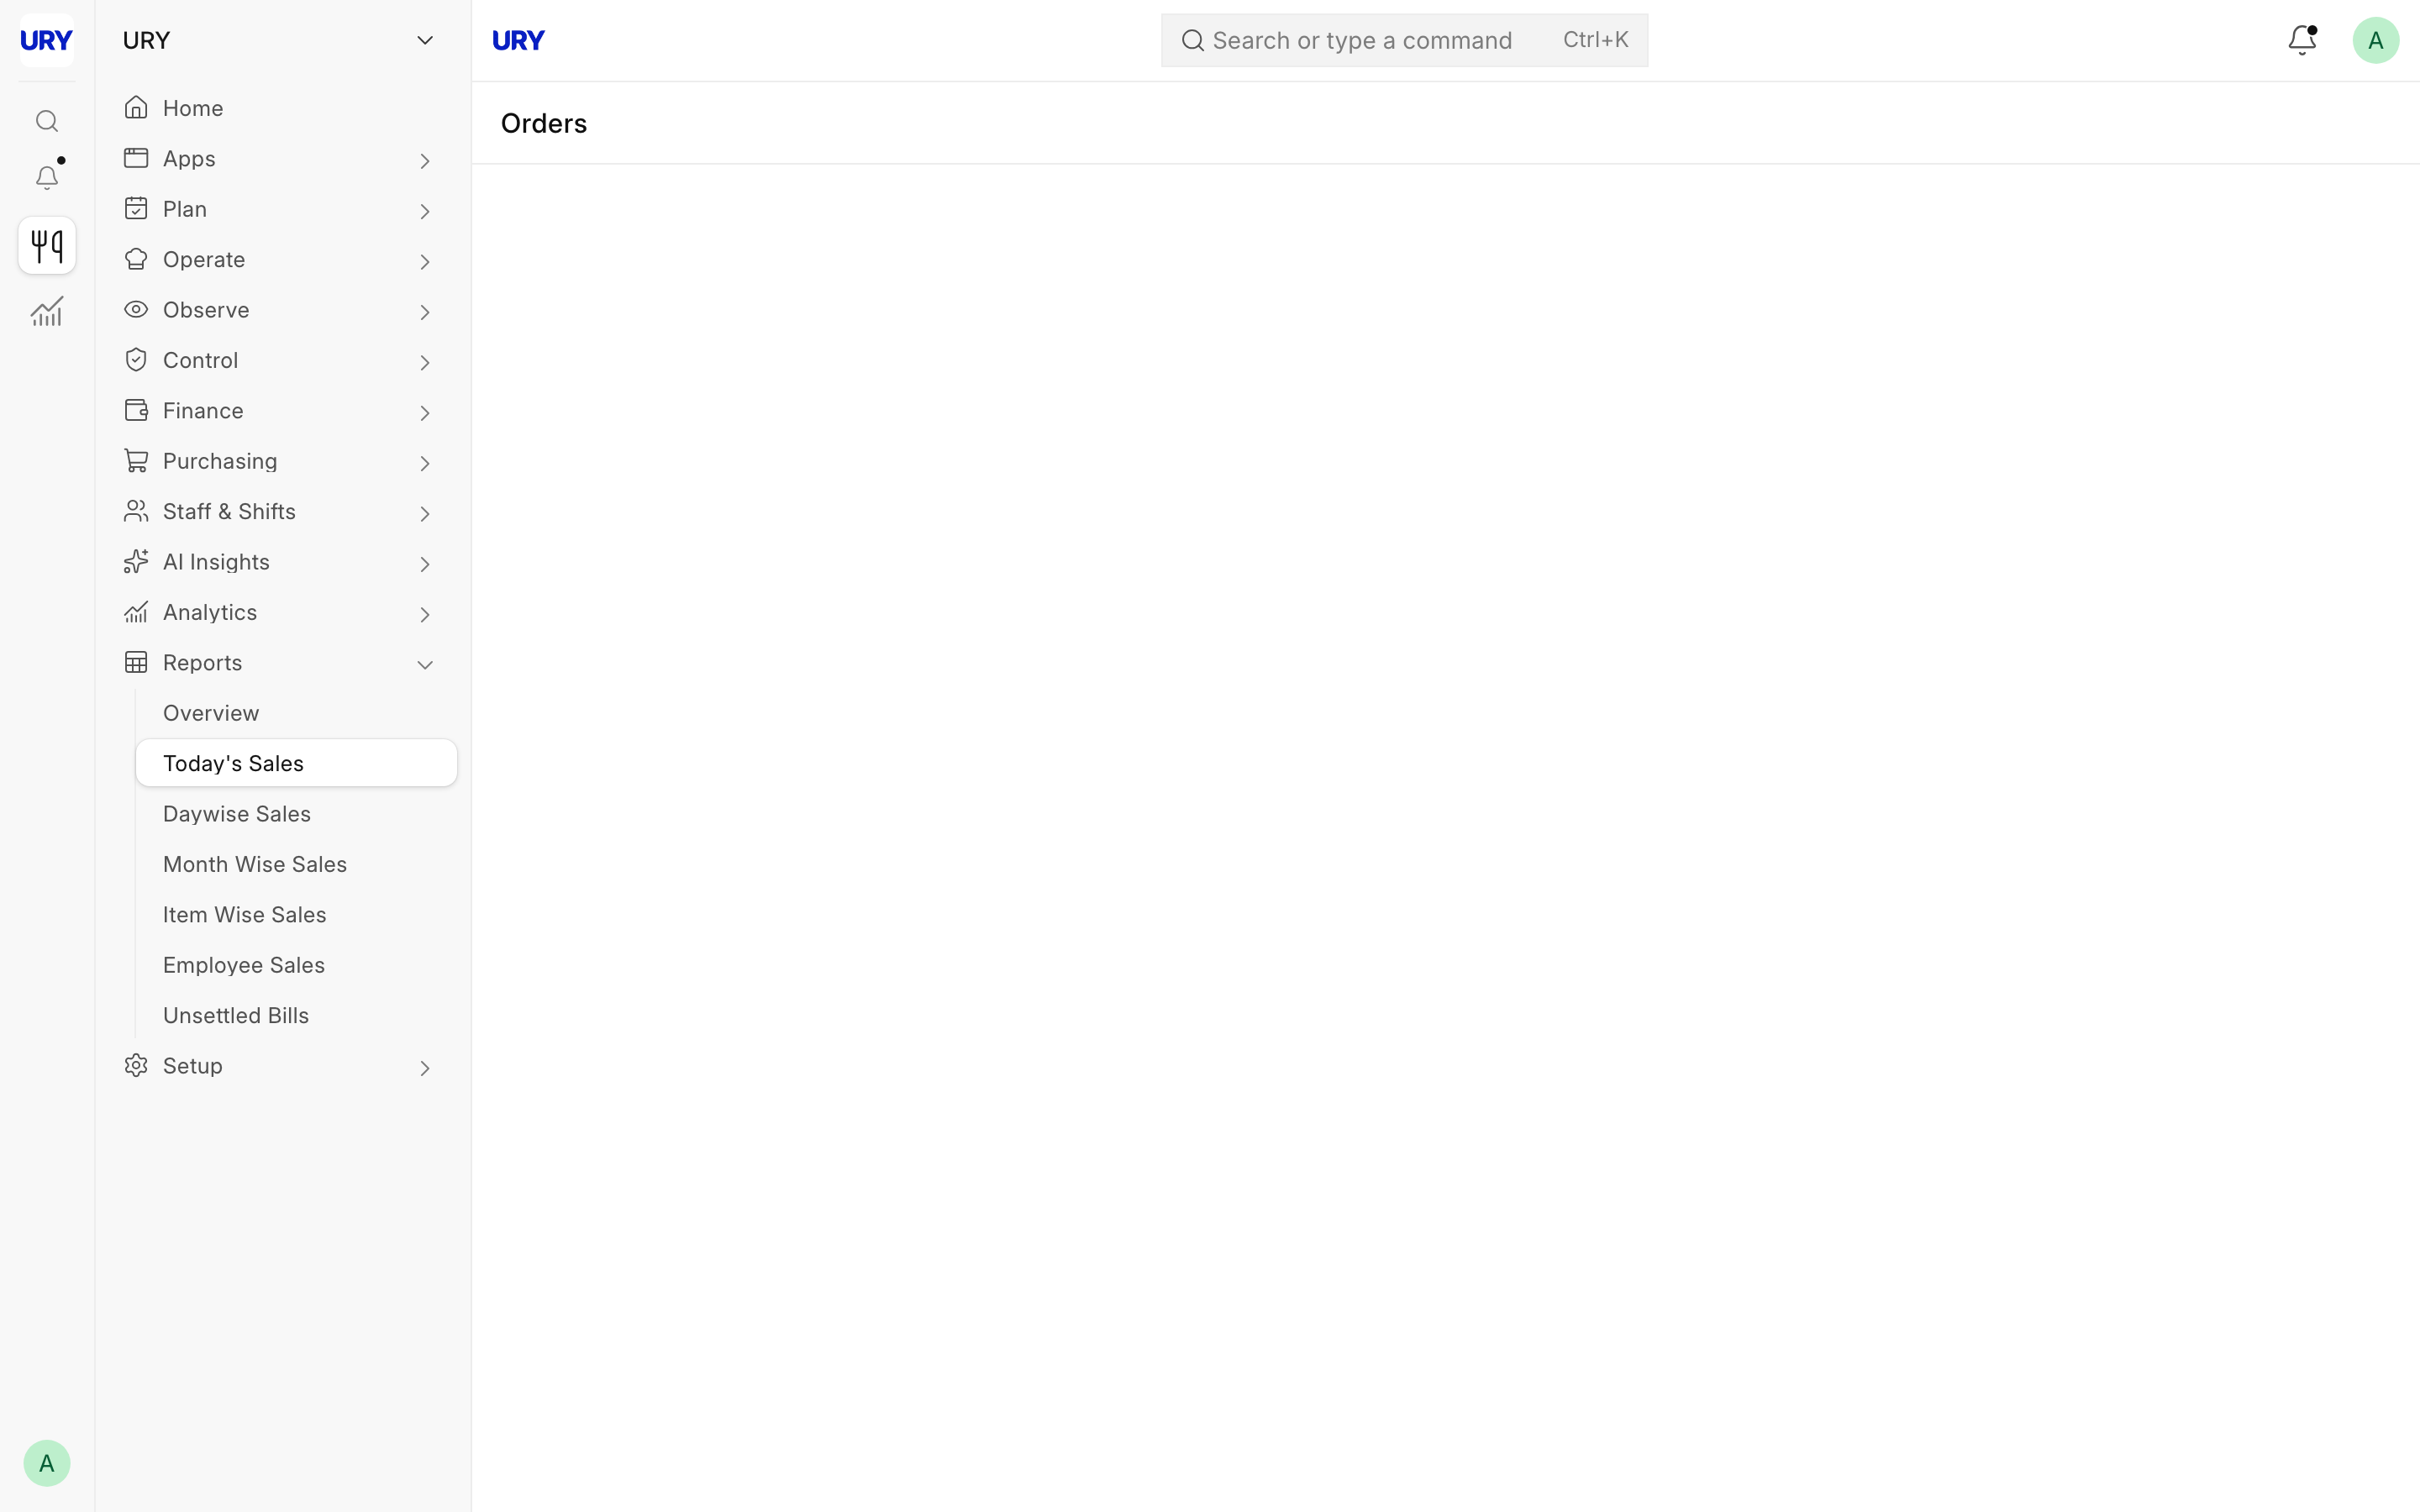 URY
URY
Home
Apps
Plan
Operate
Observe
Control
Finance
Purchasing
Staff & Shifts
AI Insights
Analytics
Reports
Overview
Today's Sales
Daywise Sales
Month Wise Sales
Item Wise Sales
Employee Sales
Unsettled Bills
Setup
A
URY
Search or type a command Ctrl+K
A
Orders